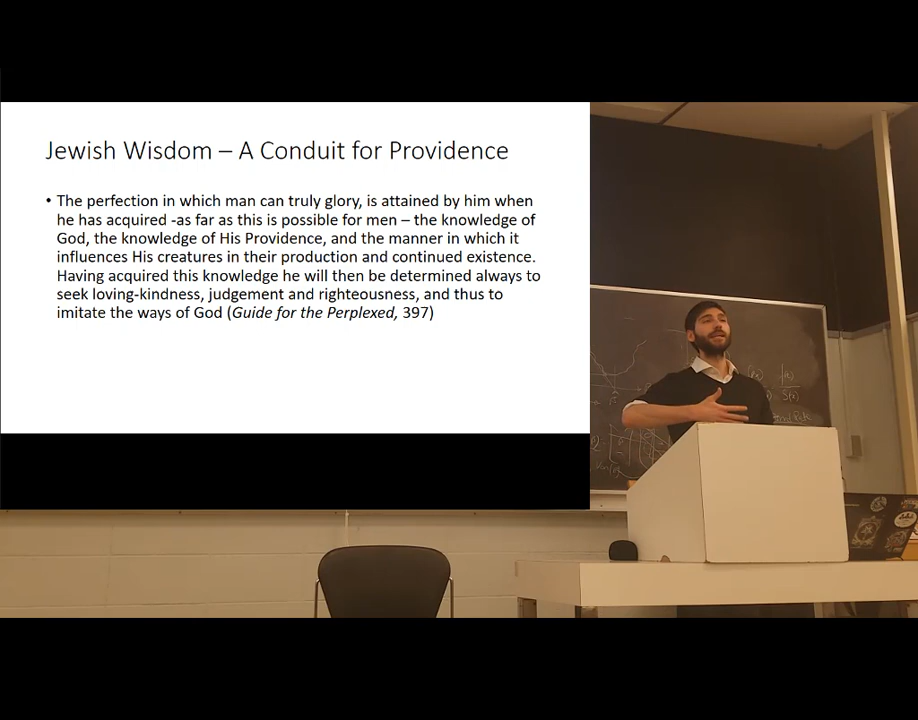 Jewish Wisdom – A Conduit for Providence
• The perfection in which man can truly glory, is attained by him when
he has acquired -as far as this is possible for men – the knowledge of
God, the knowledge of His Providence, and the manner in which it
influences His creatures in their production and continued existence.
Having acquired this knowledge he will then be determined always to
seek loving-kindness, judgement and righteousness, and thus to
imitate the ways of God (Guide for the Perplexed, 397)
S(x)